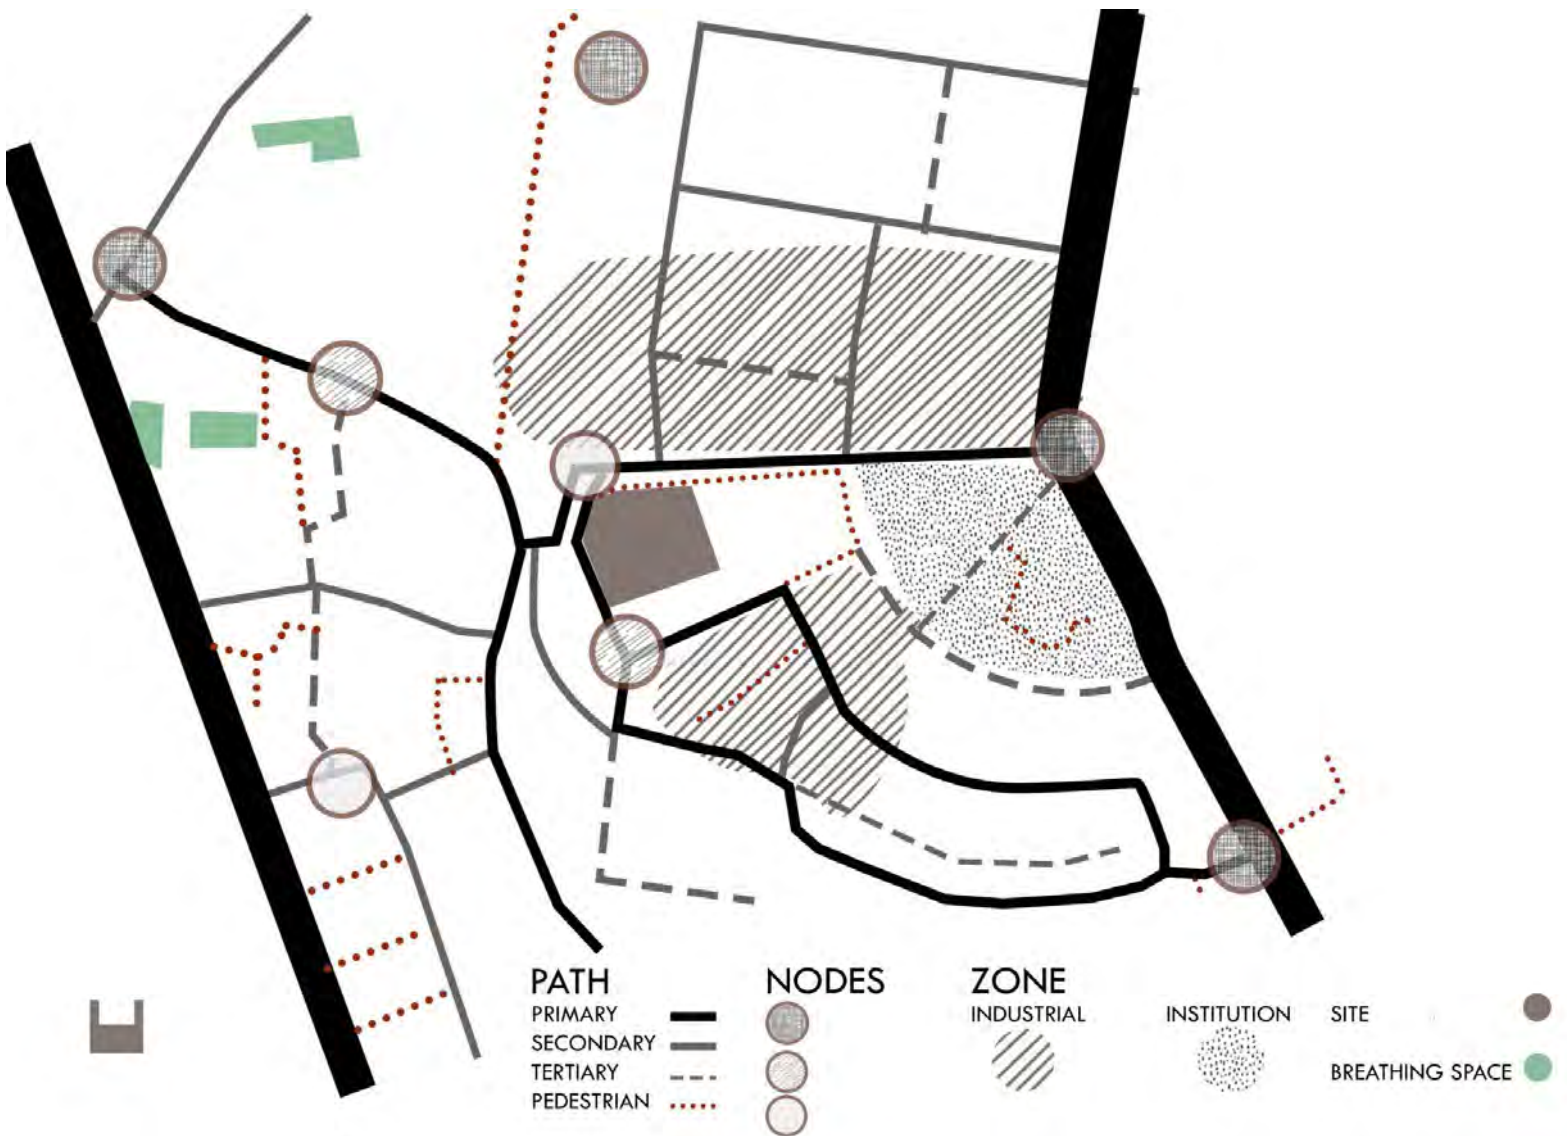 PATH
PRIMARY
SECONDARY
TERTIARY
PEDESTRIAN
NODES
ZONE
INDUSTRIAL
INSTITUTION
SITE
BREATHING SPACE